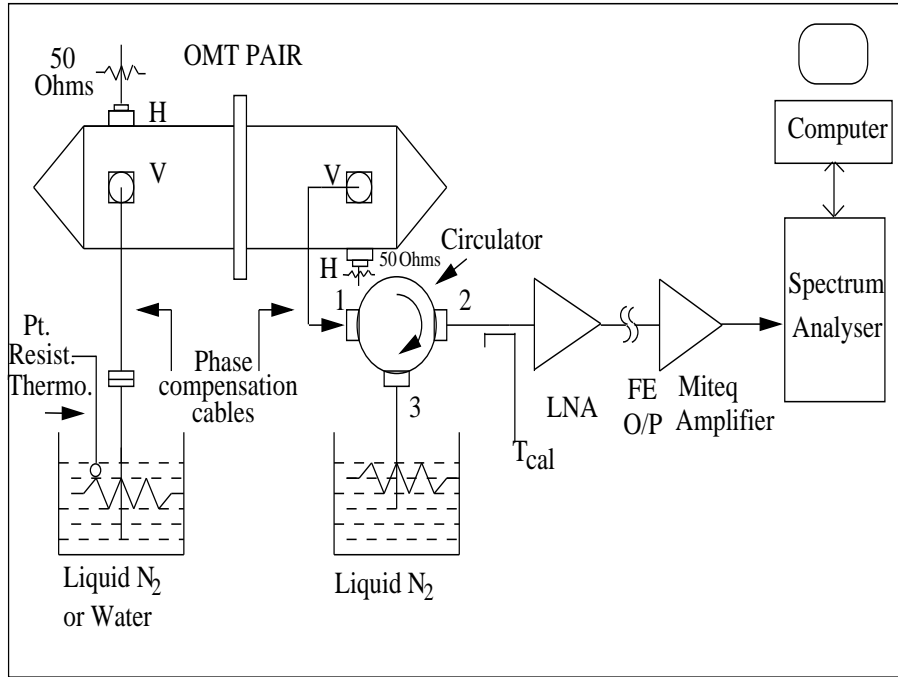 50
Ohms
OMT PAIR
H
V
V
H
50 Ohms
Circulator
1
2
3
Computer
Spectrum
Analyser
Pt.
Resist.
Thermo.
Phase
compensation
cables
LNA
FE
O/P
Miteq
Amplifier
Tcal
Liquid N2
or Water
Liquid N2